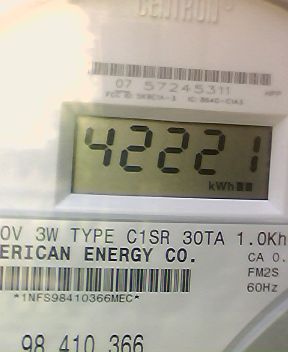 CENTRON
07 57245311
42221
kWh
0V 3W TYPE C1SR 30TA 1.0Kh
ERICAN ENERGY CO.
CA 0.
FM2S
60Hz
*1NFS98410366MEC*
98 410 366